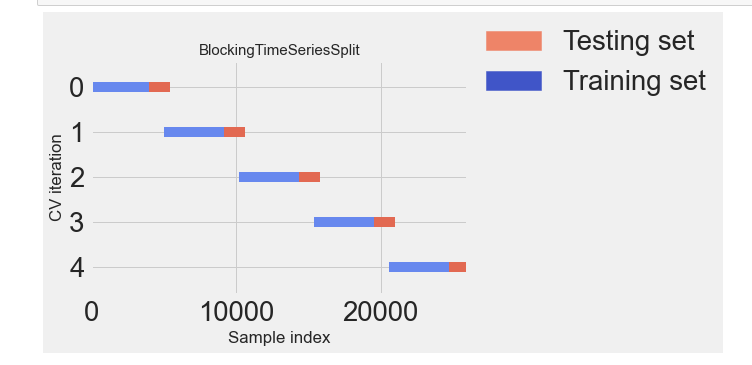 BlockingTimeSeriesSplit
Testing set
Training set
CV iteration
0
1
2
3
4
0 10000 20000
Sample index